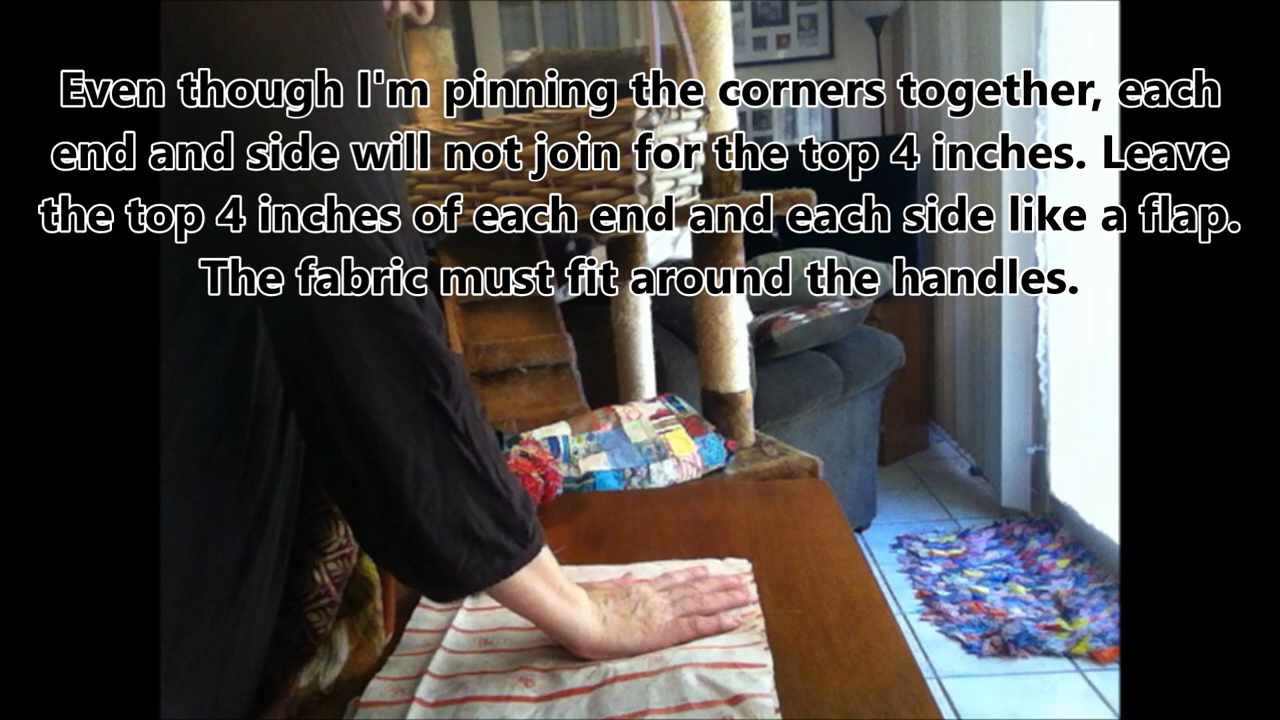 Even though I'm pinning the corners together, each
end and side will not join for the top 4 inches. Leave
the top 4 inches of each end and each side like a flap.
The fabric must fit around the handles.